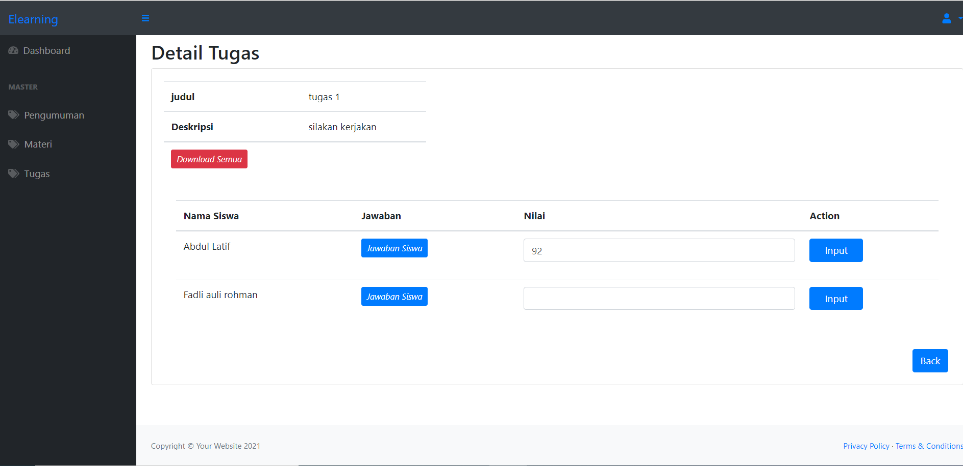 Elearning
Dashboard
MASTER
Pengumuman
Materi
Tugas
Detail Tugas
judul tugas 1
Deskripsi silakan kerjakan
Download Semua
Nama Siswa Jawaban Nilai Action
Abdul Latif Jawaban Siswa 92 Input
Fadli auli rohman Jawaban Siswa Input
Back
Copyright © Your Website 2021 Privacy Policy · Terms & Conditions